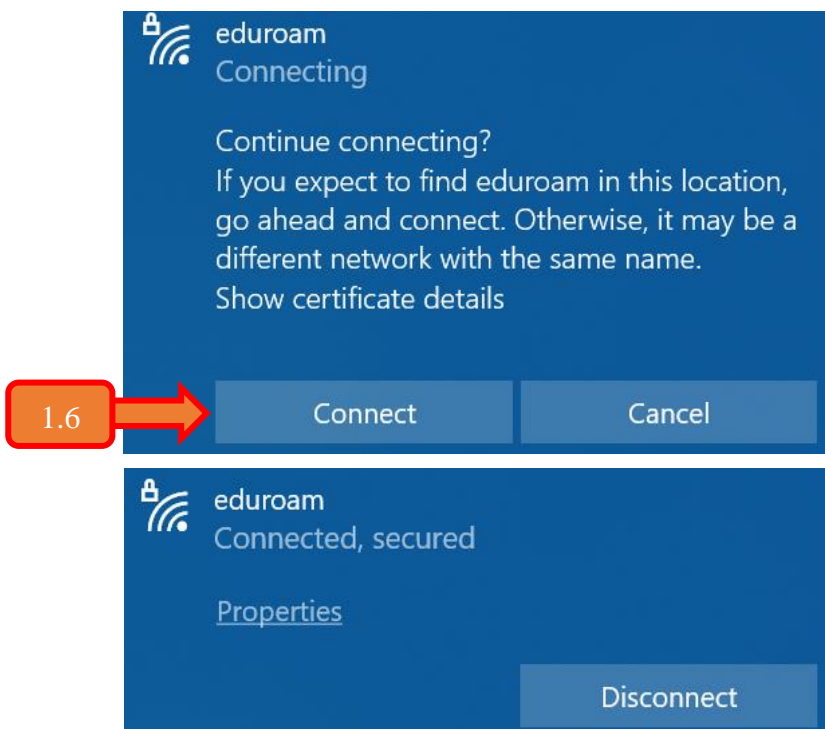 eduroam
Connecting
Continue connecting?
If you expect to find eduroam in this location,
go ahead and connect. Otherwise, it may be a
different network with the same name.
Show certificate details
1.6
Connect Cancel
eduroam
Connected, secured
Properties
Disconnect